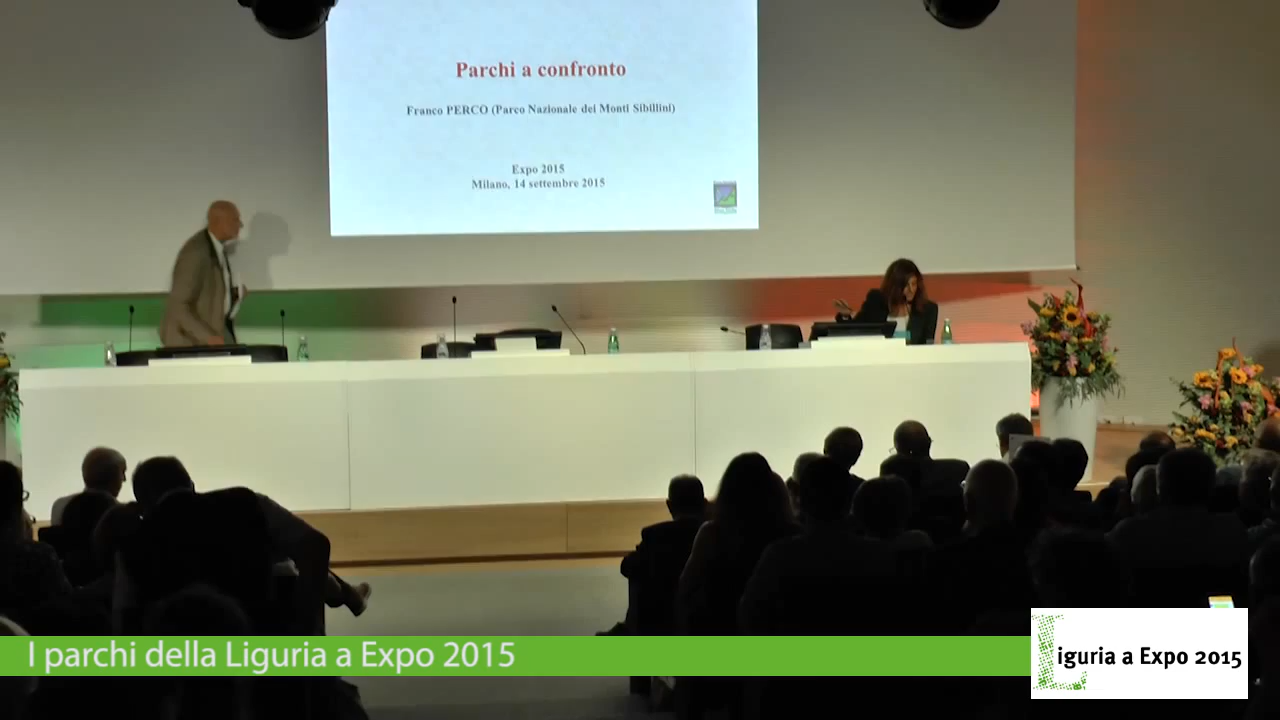 Parchi a confronto
Franco PERCO (Parco Nazionale dei Monti Sibillini)
Expo 2015
Milano, 14 settembre 2015
I parchi della Liguria a Expo 2015
Liguria a Expo 2015